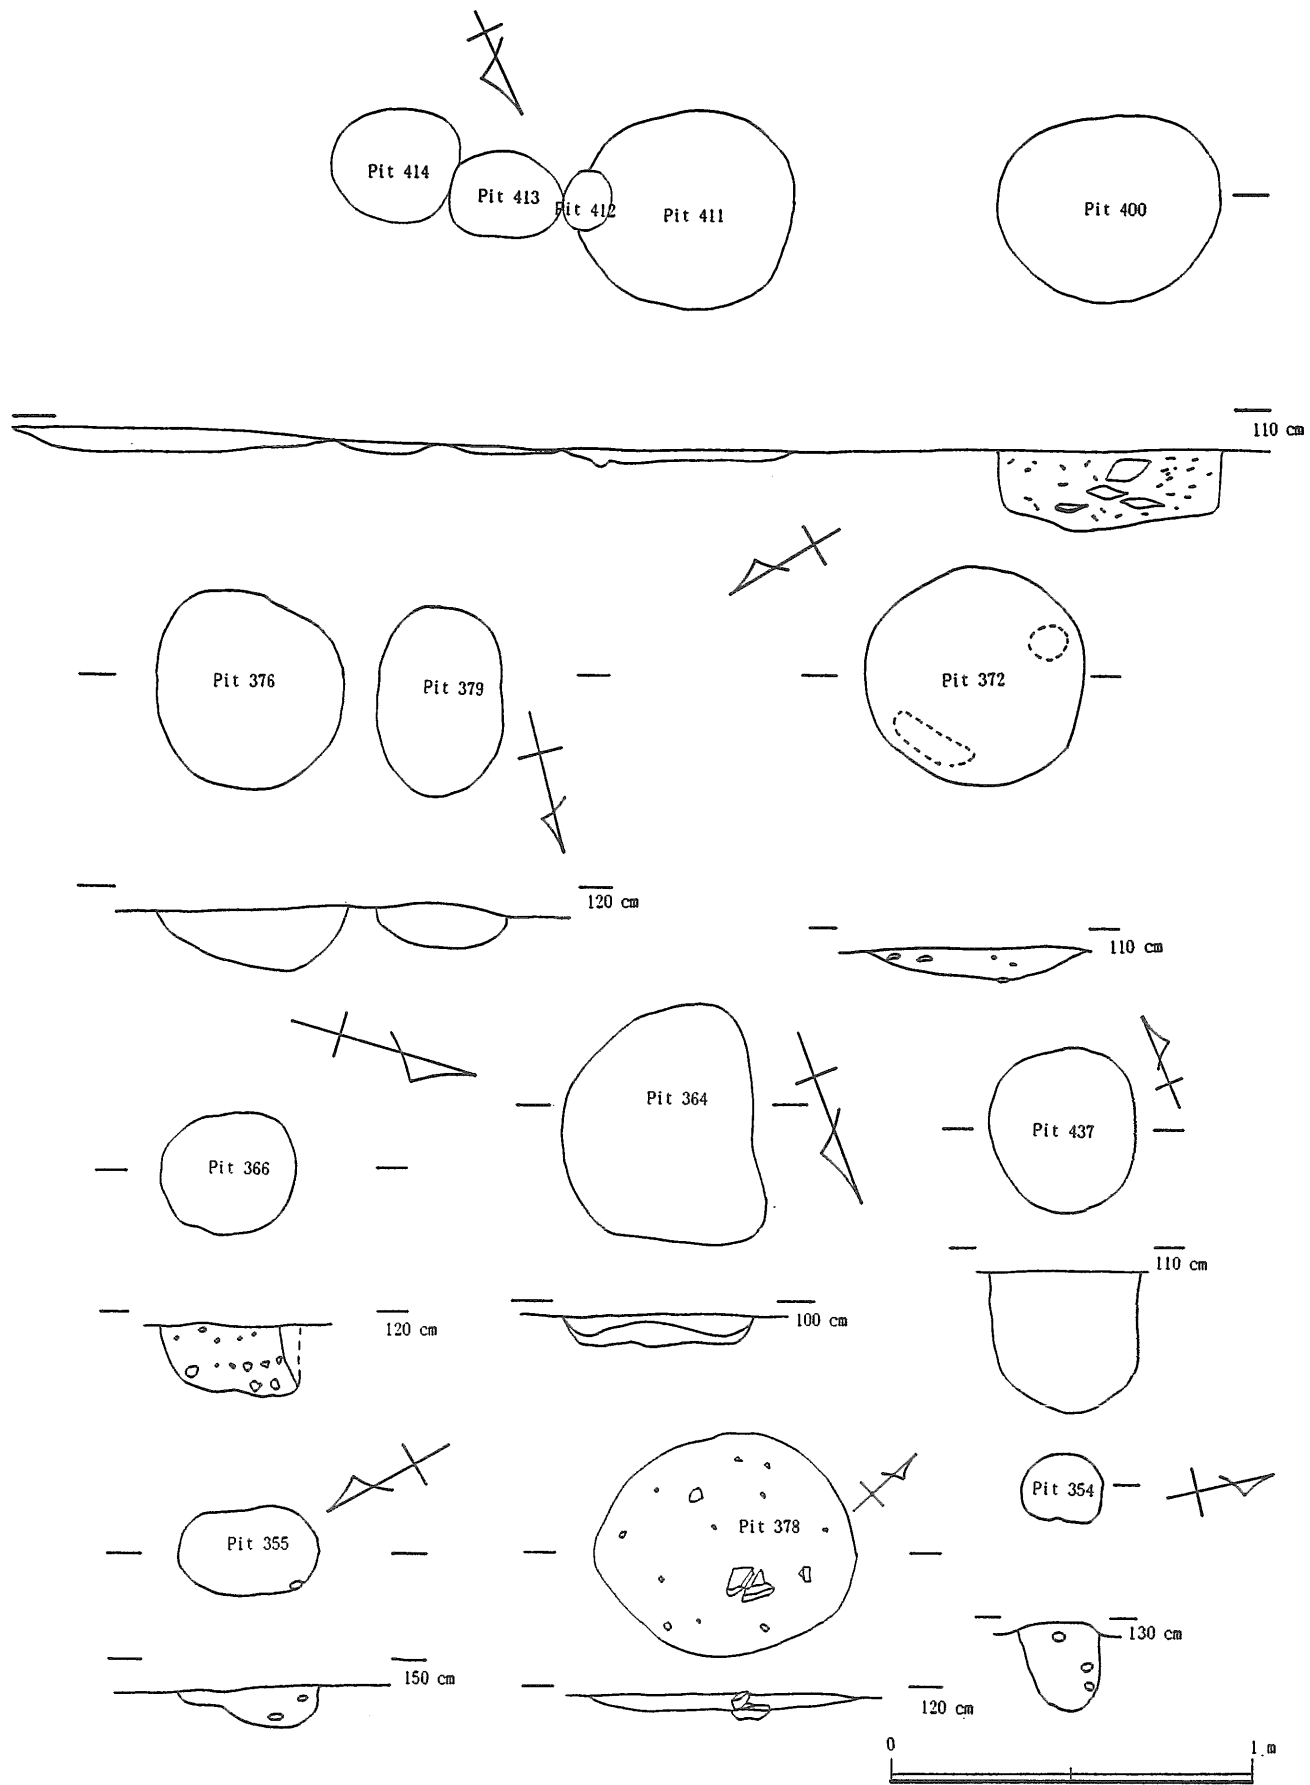 Pit 414
Pit 413
Pit 412
Pit 411
Pit 400
110 cm
Pit 376
Pit 379
Pit 372
120 cm
110 cm
Pit 364
Pit 437
Pit 366
110 cm
120 cm
100 cm
Pit 355
Pit 378
Pit 354
150 cm
120 cm
130 cm
0 1 m